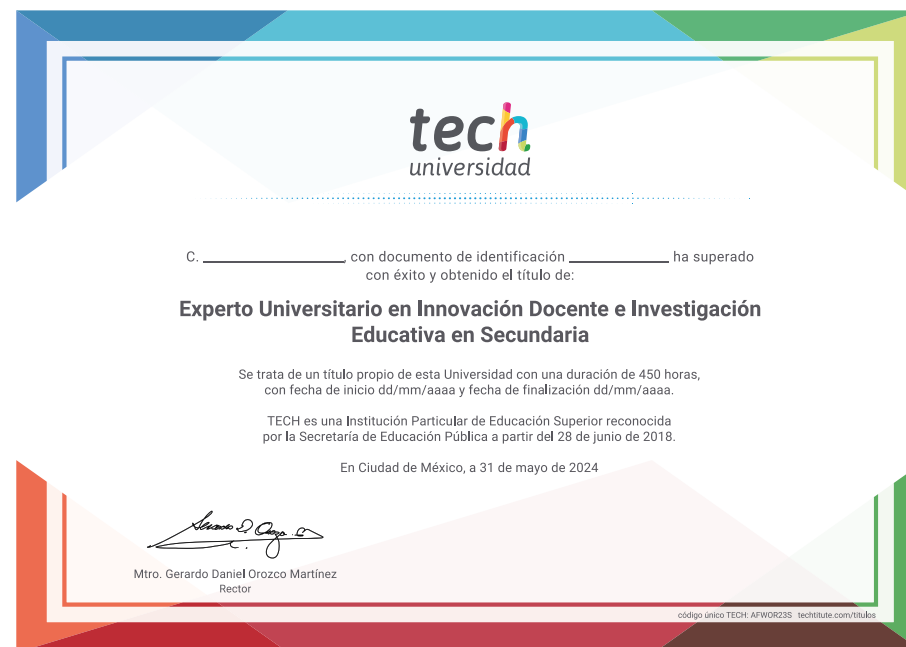 tech
universidad
C. ____________, con documento de identificación ____________ ha superado
con éxito y obtenido el título de:
Experto Universitario en Innovación Docente e Investigación
Educativa en Secundaria
Se trata de un título propio de esta Universidad con una duración de 450 horas,
con fecha de inicio dd/mm/aaaa y fecha de finalización dd/mm/aaaa.
TECH es una Institución Particular de Educación Superior reconocida
por la Secretaría de Educación Pública a partir del 28 de junio de 2018.
En Ciudad de México, a 31 de mayo de 2024
Mtro. Gerardo Daniel Orozco Martínez
Rector
código único TECH: AFWOR23S techtitute.com/titulos